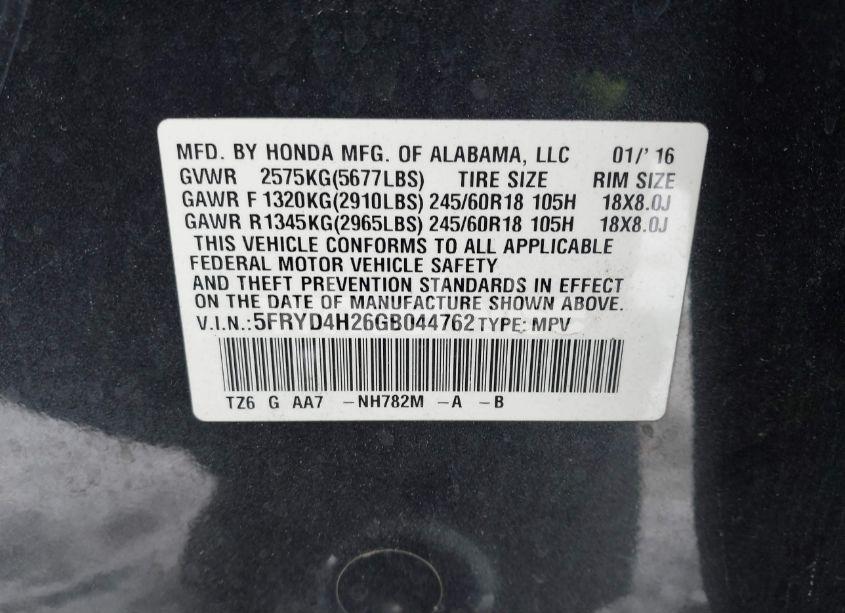 MFD. BY HONDA MFG. OF ALABAMA, LLC 01/' 16
GVWR 2575KG(5677LBS) TIRE SIZE RIM SIZE
GAWR F 1320KG(2910LBS) 245/60R18 105H 18X8.0J
GAWR R1345KG(2965LBS) 245/60R18 105H 18X8.0J
THIS VEHICLE CONFORMS TO ALL APPLICABLE
FEDERAL MOTOR VEHICLE SAFETY
AND THEFT PREVENTION STANDARDS IN EFFECT
ON THE DATE OF MANUFACTURE SHOWN ABOVE.
V.I.N.:5FRYD4H26GB044762 TYPE: MPV
TZ6 G AA7 -NH782M -A -B